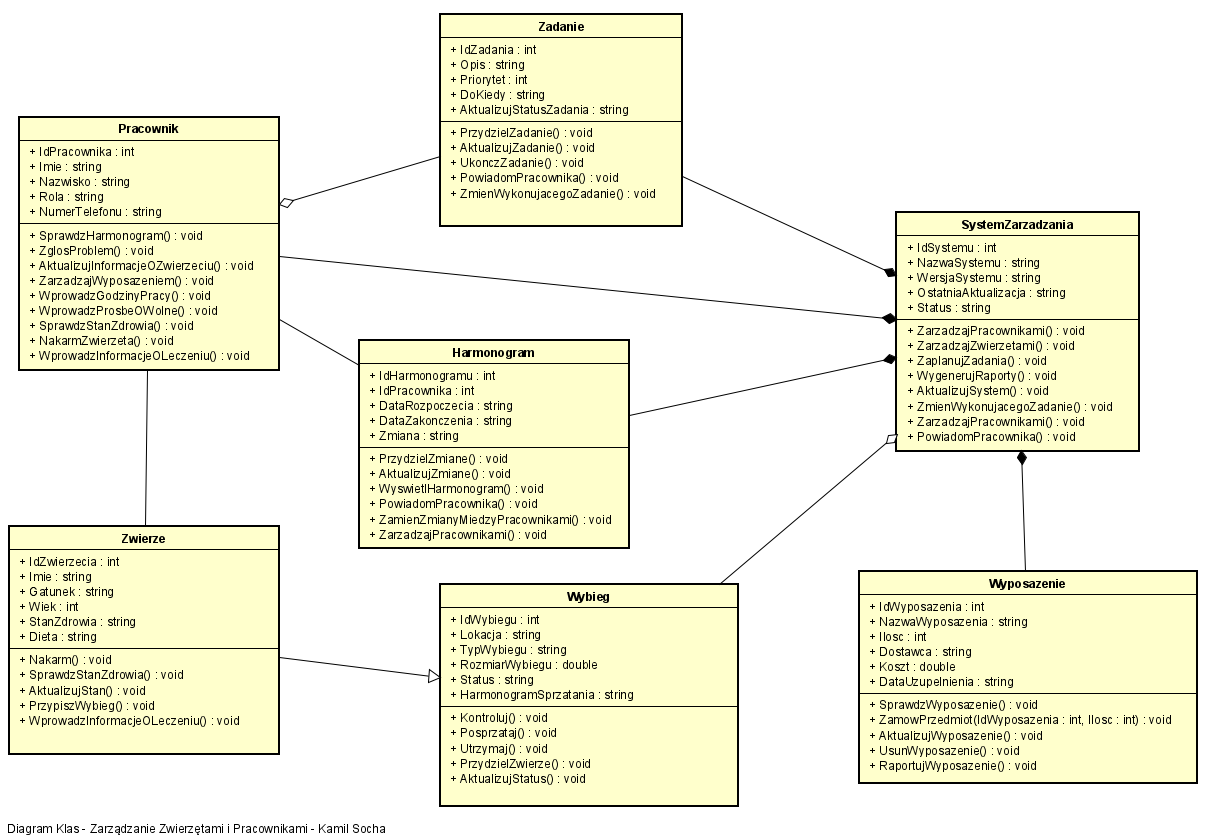 Zadanie
+ IdZadania : int
+ Opis : string
+ Priorytet : int
+ DoKiedy : string
+ AktualizujStatusZadania : string
+ PrzydzielZadanie() : void
+ AktualizujZadanie() : void
+ UkonczZadanie() : void
+ PowiadomPracownika() : void
+ ZmienWykonujacegoZadanie() : void
Pracownik
+ IdPracownika : int
+ Imie : string
+ Nazwisko : string
+ Rola : string
+ NumerTelefonu : string
+ SprawdzHarmonogram() : void
+ ZglosProblem() : void
+ AktualizujInformacjeOZwierzeciu() : void
+ ZarzadzajWyposazeniem() : void
+ WprowadzGodzinyPracy() : void
+ WprowadzProsbeOWolne() : void
+ SprawdzStanZdrowia() : void
+ NakarmZwierzeta() : void
+ WprowadzInformacjeOLeczeniu() : void
SystemZarzadzania
+ IdSystemu : int
+ NazwaSystemu : string
+ WersjaSystemu : string
+ OstatniaAktualizacja : string
+ Status : string
+ ZarzadzajPracownikami() : void
+ ZarzadzajZwierzetami() : void
+ ZaplanujZadania() : void
+ WygenerujRaporty() : void
+ AktualizujSystem() : void
+ ZmienWykonujacegoZadanie() : void
+ ZarzadzajPracownikami() : void
+ PowiadomPracownika() : void
Harmonogram
+ IdHarmonogramu : int
+ IdPracownika : int
+ DataRozpoczecia : string
+ DataZakonczenia : string
+ Zmiana : string
+ PrzydzielZmiane() : void
+ AktualizujZmiane() : void
+ WyswietlHarmonogram() : void
+ PowiadomPracownika() : void
+ ZamienZmianyMiedzyPracownikami() : void
+ ZarzadzajPracownikami() : void
Zwierze
+ IdZwierzecia : int
+ Imie : string
+ Gatunek : string
+ Wiek : int
+ StanZdrowia : string
+ Dieta : string
+ Nakarm() : void
+ SprawdzStanZdrowia() : void
+ AktualizujStan() : void
+ PrzypiszWybieg() : void
+ WprowadzInformacjeOLeczeniu() : void
Wybieg
+ IdWybiegu : int
+ Lokacja : string
+ TypWybiegu : string
+ RozmiarWybiegu : double
+ Status : string
+ HarmonogramSprzatania : string
+ Kontroluj() : void
+ Posprzataj() : void
+ Utrzymaj() : void
+ PrzydzielZwierze() : void
+ AktualizujStatus() : void
Wyposazenie
+ IdWyposazenia : int
+ NazwaWyposazenia : string
+ Ilosc : int
+ Dostawca : string
+ Koszt : double
+ DataUzupelnienia : string
+ SprawdzWyposazenie() : void
+ ZamowPrzedmiot(IdWyposazenia : int, Ilosc : int) : void
+ AktualizujWyposazenie() : void
+ UsunWyposazenie() : void
+ RaportujWyposazenie() : void
Diagram Klas - Zarządzanie Zwierzętami i Pracownikami - Kamil Socha